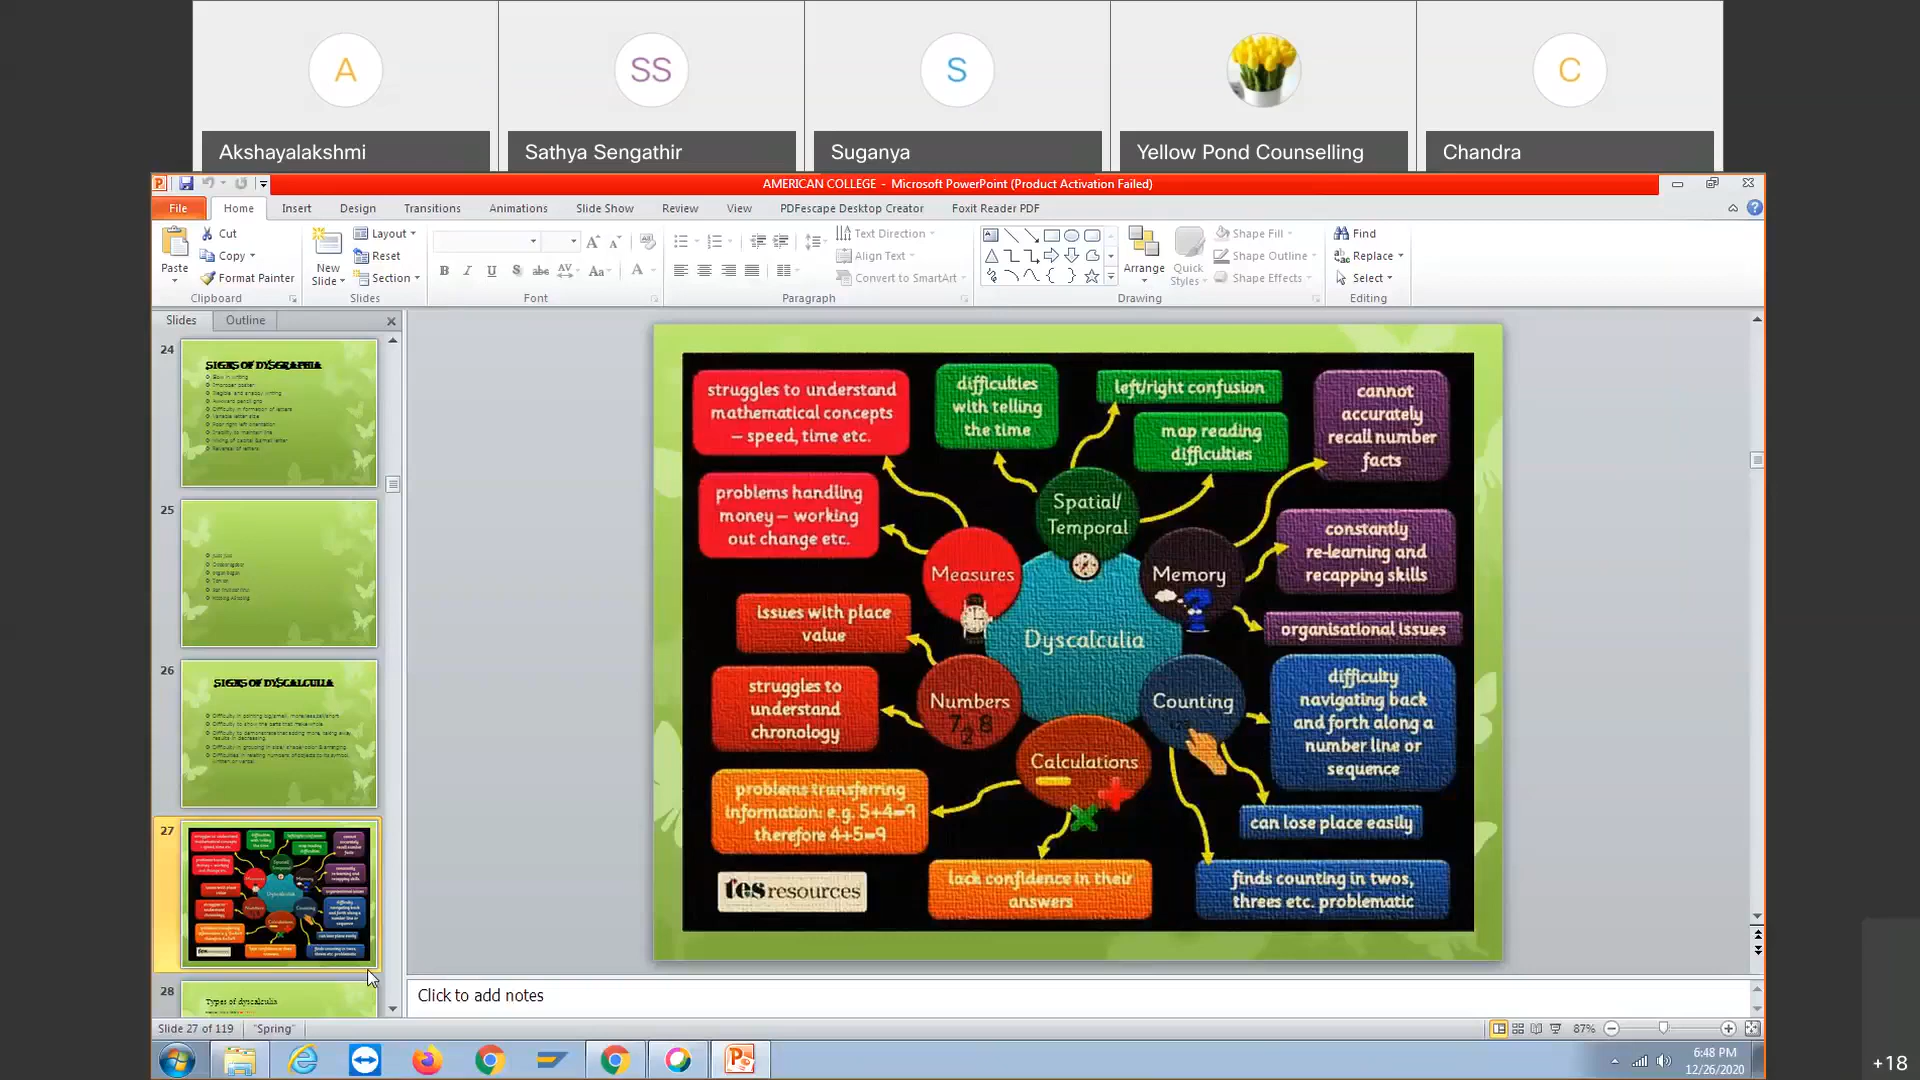 A
SS
S
C
Akshayalakshmi
Sathya Sengathir
Suganya
Yellow Pond Counselling
Chandra
AMERICAN COLLEGE - Microsoft PowerPoint (Product Activation Failed)
File
Home
Insert
Design
Transitions
Animations
Slide Show
Review
View
PDFescape Desktop Creator
Foxit Reader PDF
Paste
Cut
Copy
Format Painter
Clipboard
New
Slide
Layout
Reset
Section
Slides
Font
Text Direction
Align Text
Convert to SmartArt
Paragraph
Arrange
Quick
Styles
Shape Fill
Shape Outline
Shape Effects
Drawing
Find
Replace
Select
Editing
Slides
Outline
24
SIGNS OF DYSGRAPHIA
25
26
SIGNS OF DYSCALCULIA
27
28
Types of dyscalculia
struggles to understand
mathematical concepts
– speed, time etc.
difficulties
with telling
the time
left/right confusion
map reading
difficulties
cannot
accurately
recall number
facts
problems handling
money – working
out change etc.
Spatial/
Temporal
Measures
Memory
constantly
re-learning and
recapping skills
issues with place
value
organisational issues
Dyscalculia
struggles to
understand
chronology
Numbers
Counting
difficulty
navigating back
and forth along a
number line or
sequence
Calculations
problems transferring
information: e.g. 5+4=9
therefore 4+5=9
can lose place easily
tes resources
lack confidence in their
answers
finds counting in twos,
threes etc. problematic
Click to add notes
Slide 27 of 119
"Spring"
87%
6:48 PM
12/26/2020
+18